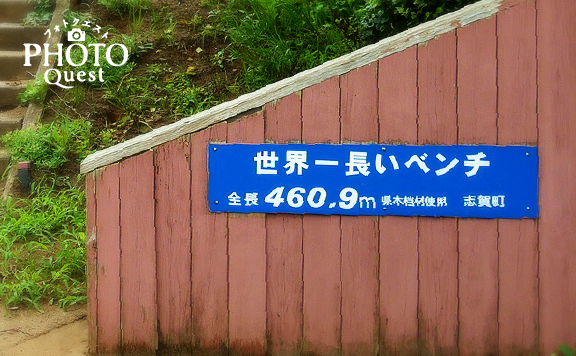 フォトクエスト
PHOTO
Quest
世界一長いベンチ
全長 460.9m 県木档材使用 志賀町